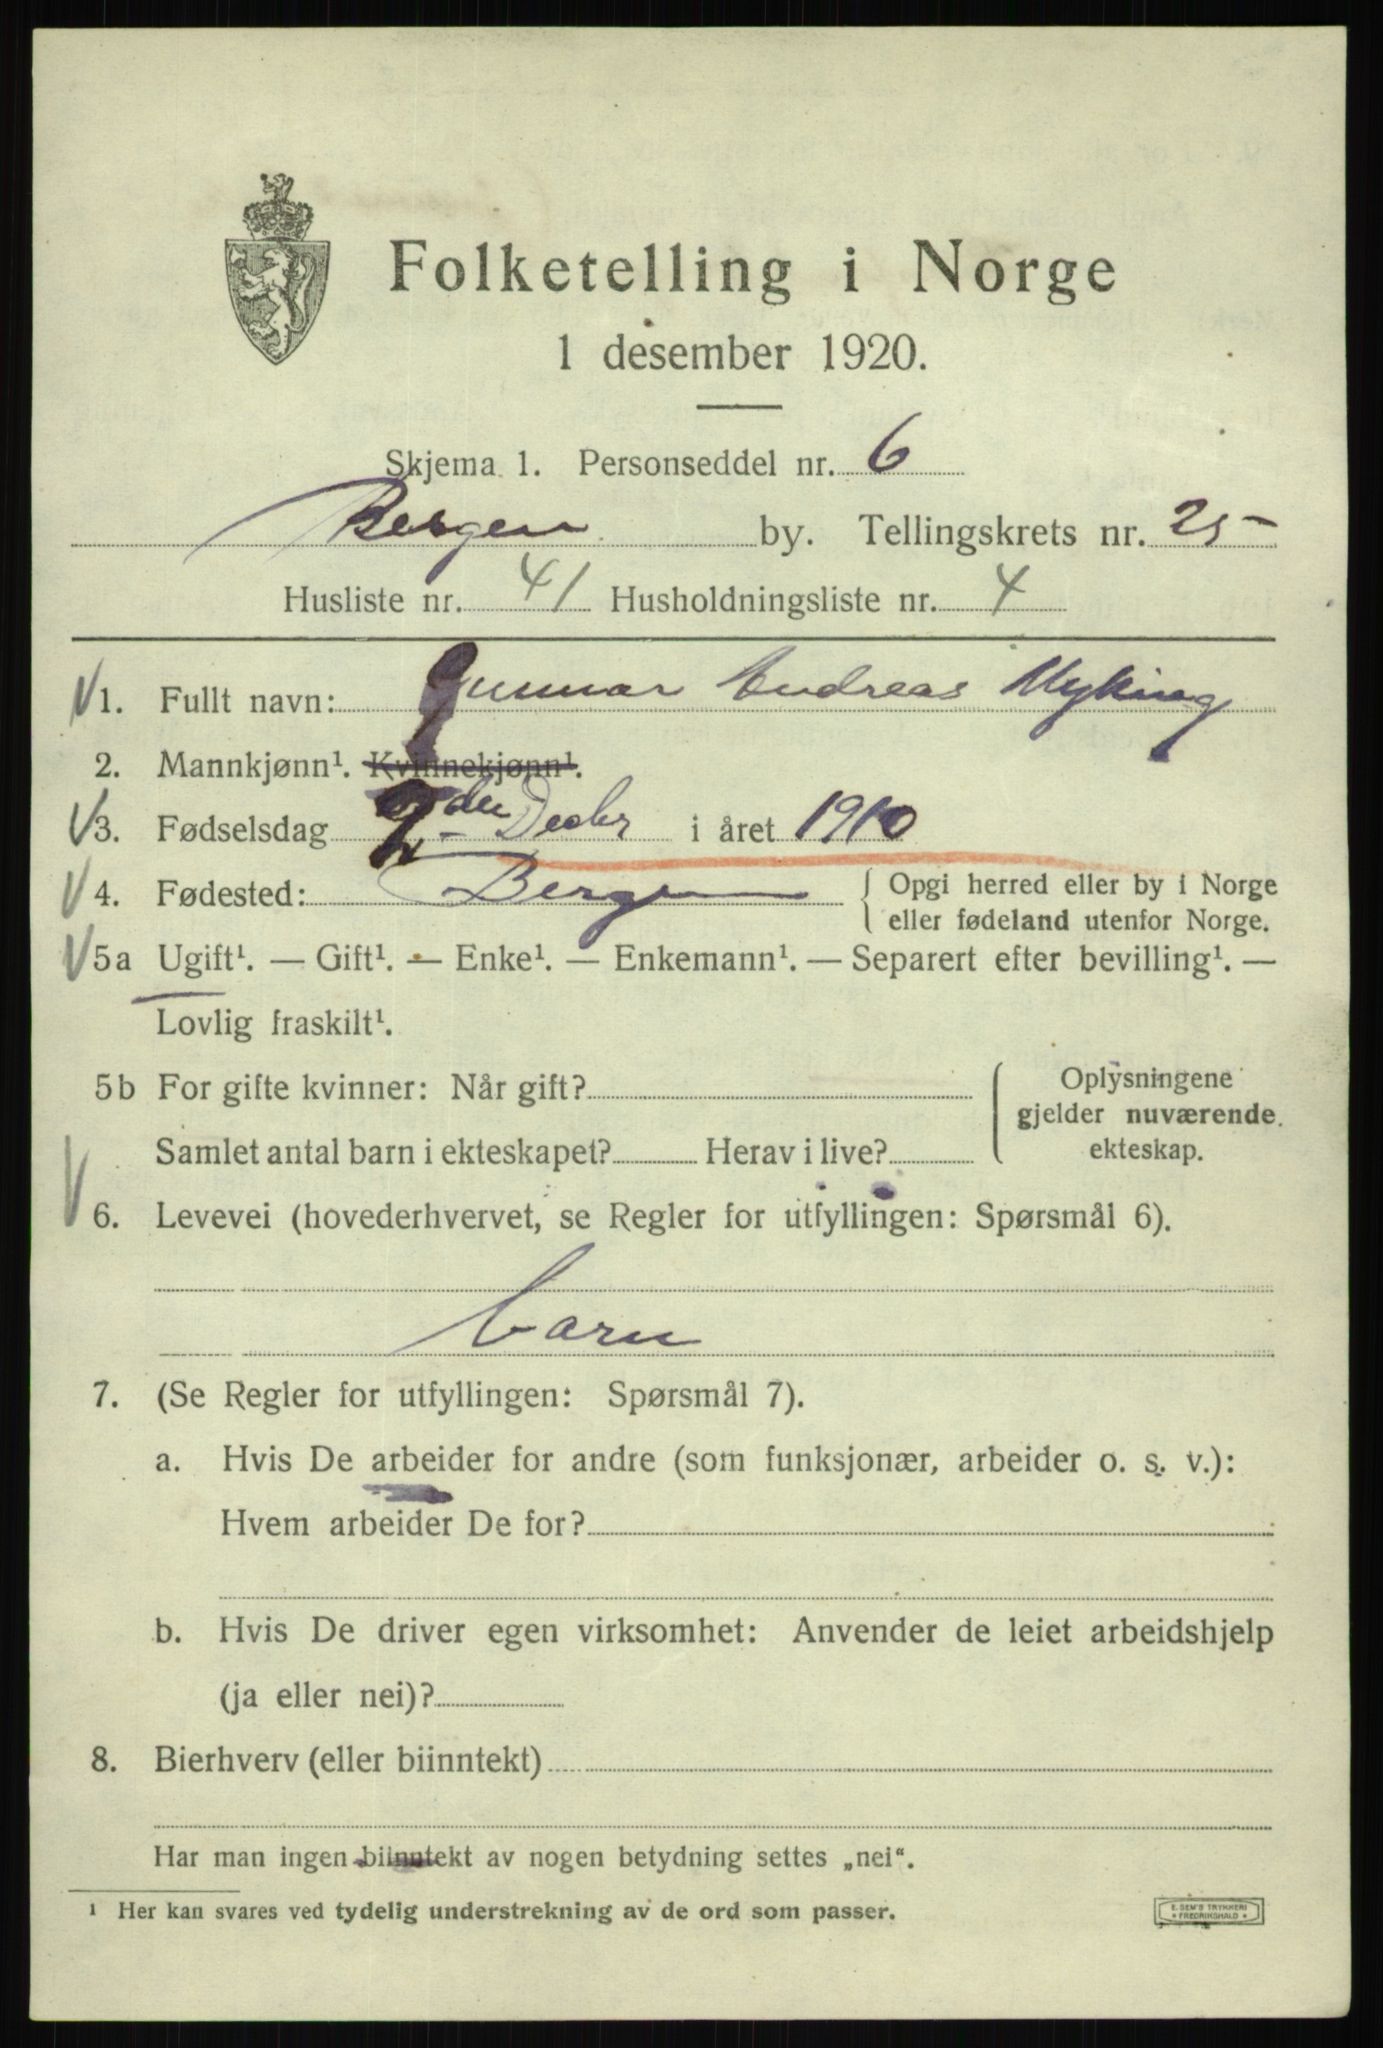 Folketelling i Norge
1 desember 1920.
Skjema 1. Personseddel nr. 6
Bergen by. Tellingskrets nr. 25
Husliste nr. 41 Husholdningsliste nr. 4
1. Fullt navn: Gunnar Andreas Myking
2. Mannkjønn¹. Kvinnekjønn¹.
3. Fødselsdag 2den Decbr i året 1910
4. Fødested: Bergen { Opgi herred eller by i Norge
eller fødeland utenfor Norge.
5a Ugift¹. — Gift¹. — Enke¹. — Enkemann¹. — Separert efter bevilling¹. —
Lovlig fraskilt¹.
5b For gifte kvinner: Når gift? { Oplysningene
gjelder nuværende
Samlet antal barn i ekteskapet? Herav i live? ekteskap.
6. Levevei (hovederhvervet, se Regler for utfyllingen: Spørsmål 6).
barn
7. (Se Regler for utfyllingen: Spørsmål 7).
a. Hvis De arbeider for andre (som funksjonær, arbeider o. s. v.):
Hvem arbeider De for?
b. Hvis De driver egen virksomhet: Anvender de leiet arbeidshjelp
(ja eller nei)?
8. Bierhverv (eller biinntekt)
Har man ingen biinntekt av nogen betydning settes „nei“.
¹ Her kan svares ved tydelig understrekning av de ord som passer.
E. SEM'S TRYKKERI
* FREDRIKSHALD *